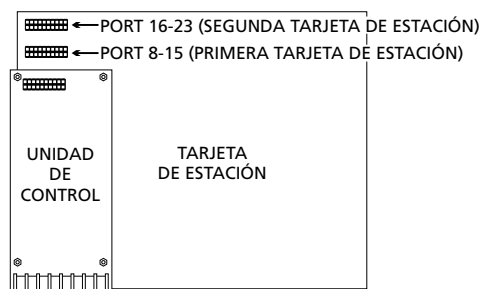 PORT 16-23 (SEGUNDA TARJETA DE ESTACIÓN)
PORT 8-15 (PRIMERA TARJETA DE ESTACIÓN)
UNIDAD
DE
CONTROL
TARJETA
DE ESTACIÓN